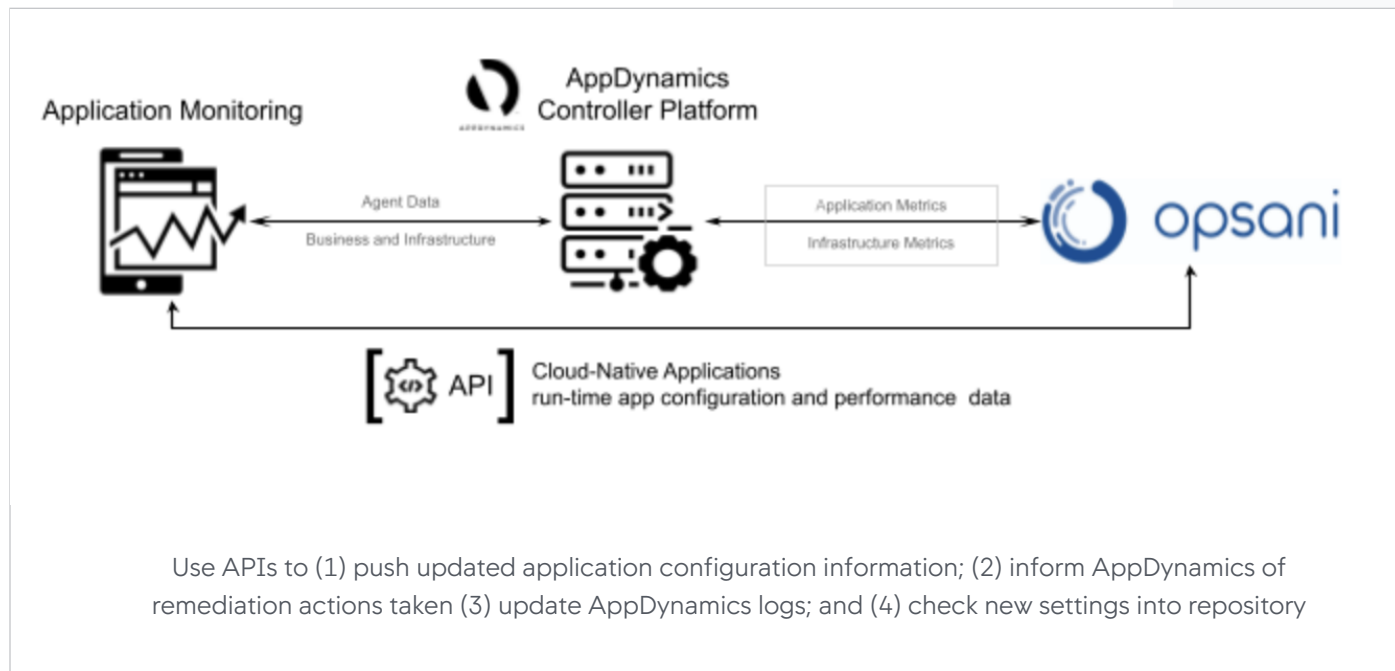 AppDynamics
Controller Platform
APPDYNAMICS
Application Monitoring
Agent Data
Business and Infrastructure
Application Metrics
Infrastructure Metrics
opsani
</> API
Cloud-Native Applications
run-time app configuration and performance data
Use APIs to (1) push updated application configuration information; (2) inform AppDynamics of
remediation actions taken (3) update AppDynamics logs; and (4) check new settings into repository